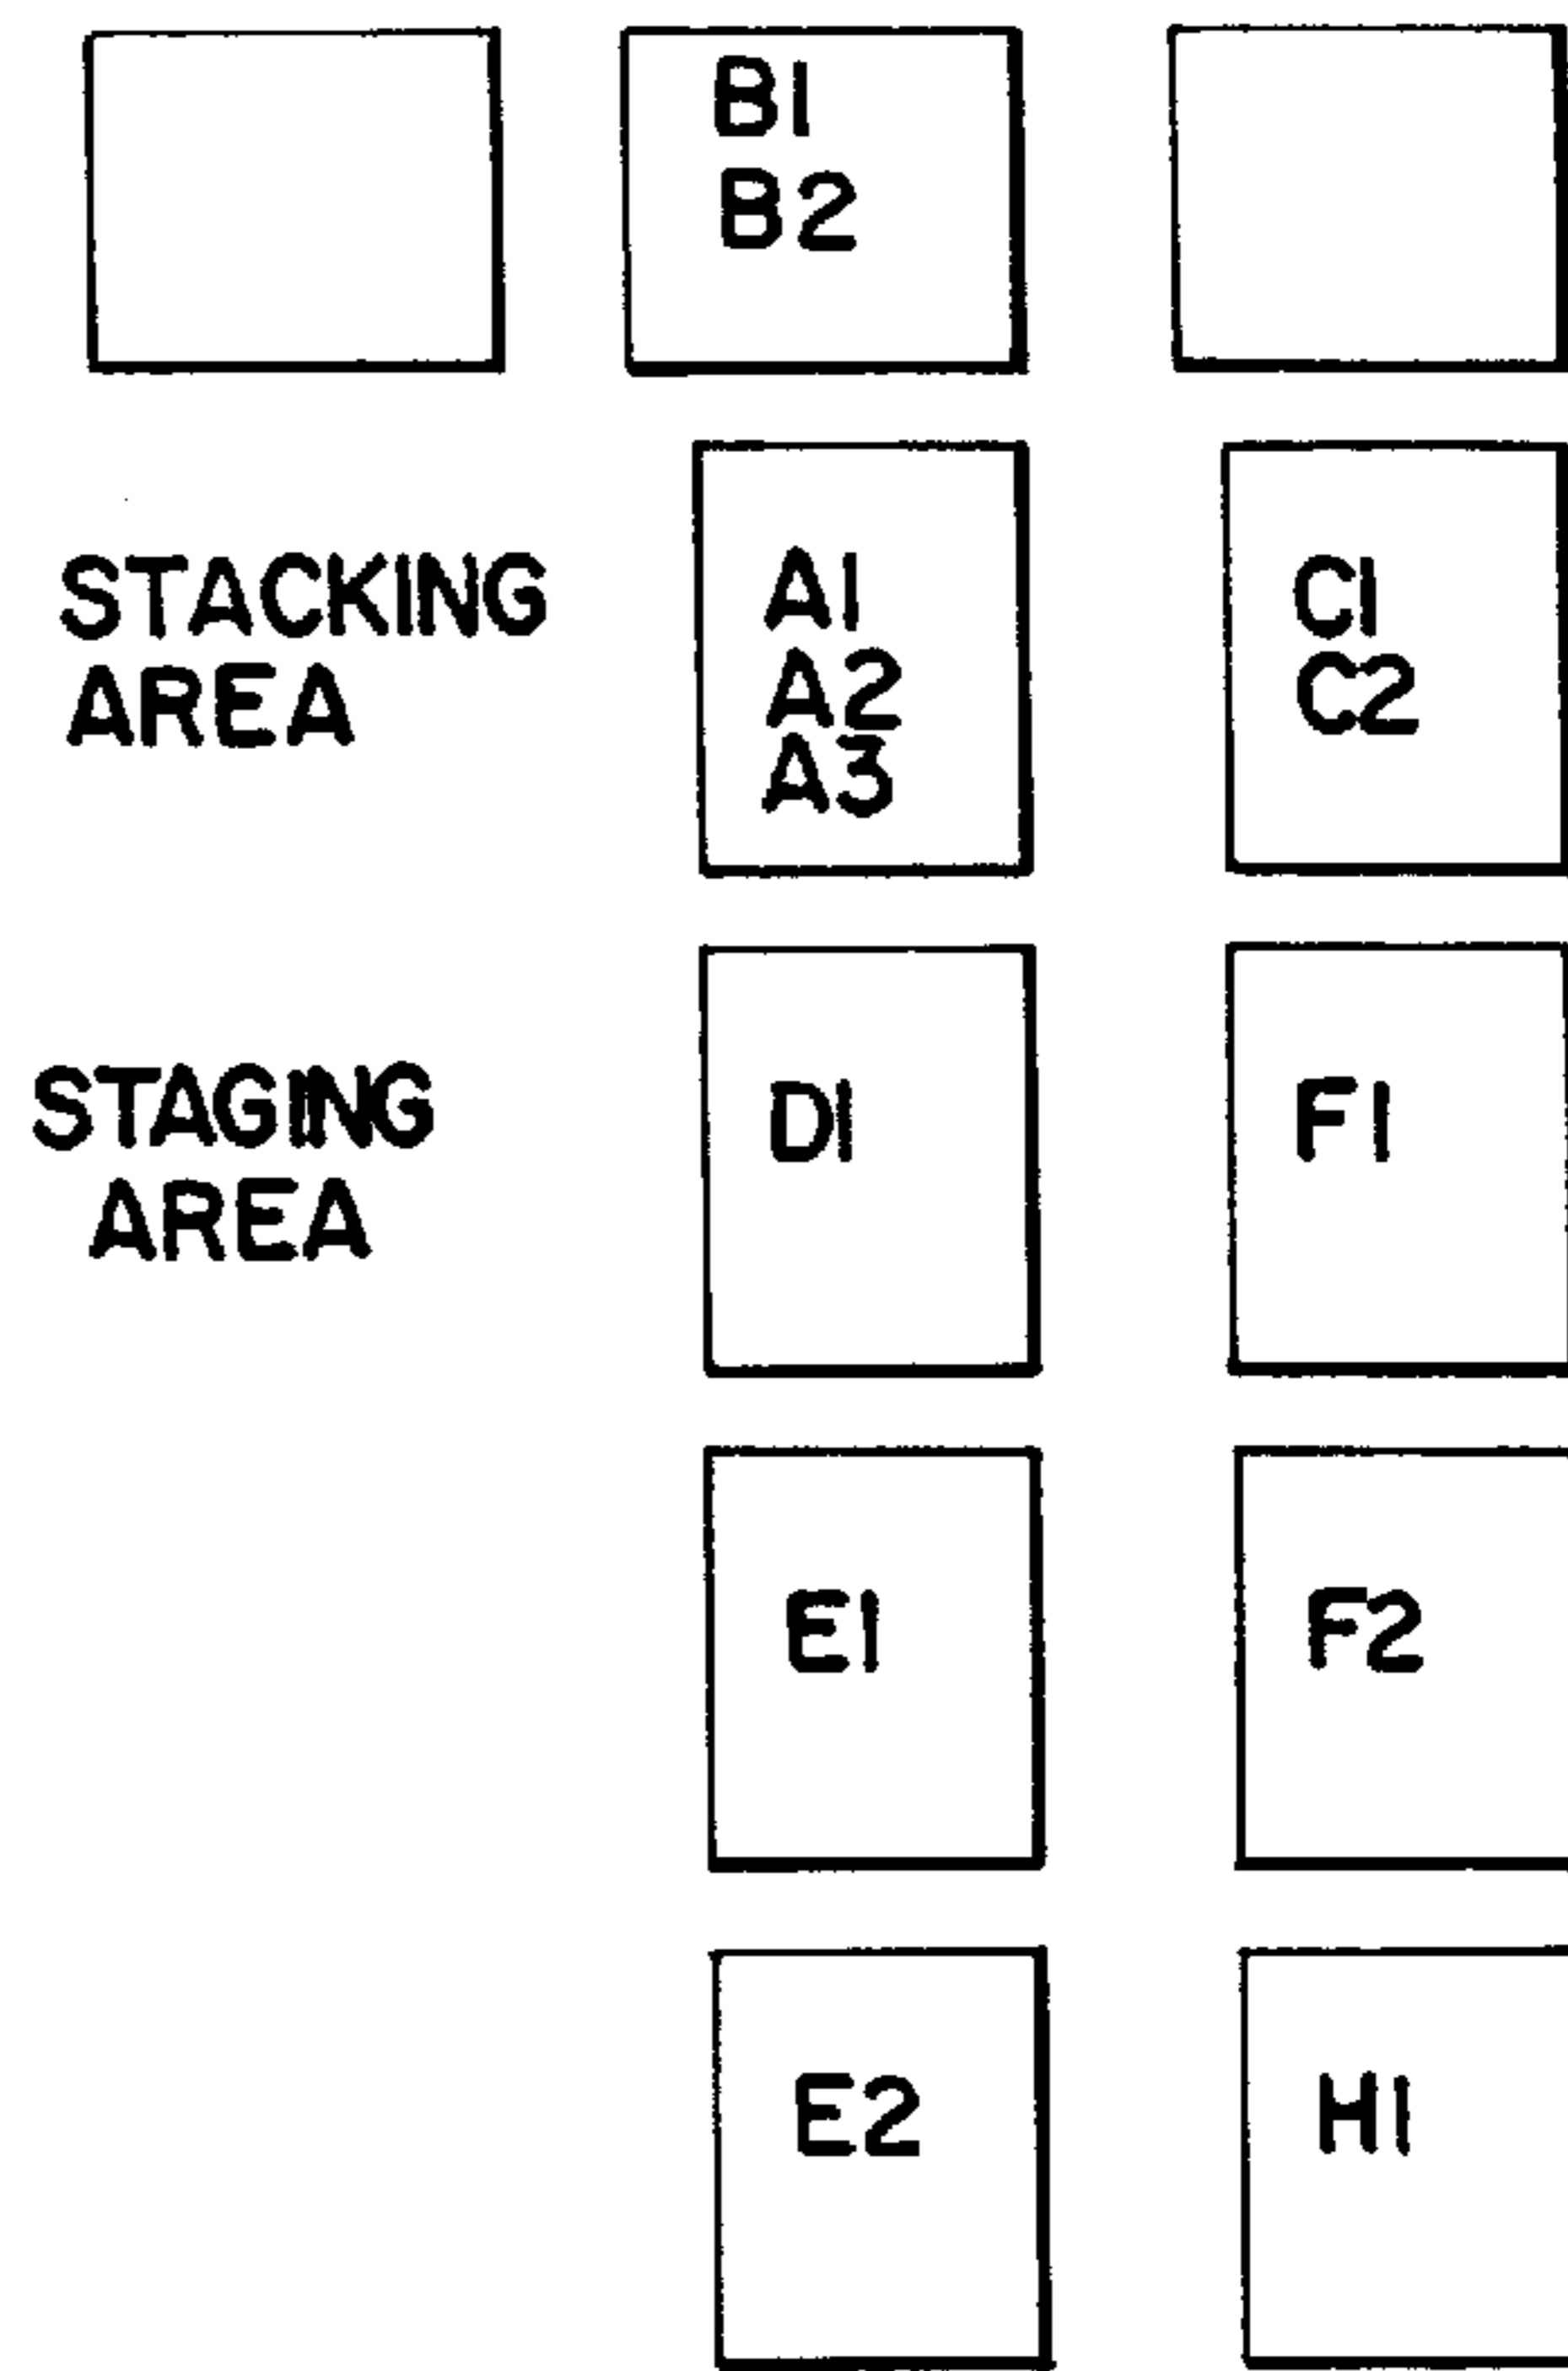 B1
B2
STACKING
AREA
A1
A2
A3
C1
C2
STAGING
AREA
D1
F1
E1
F2
E2
H1